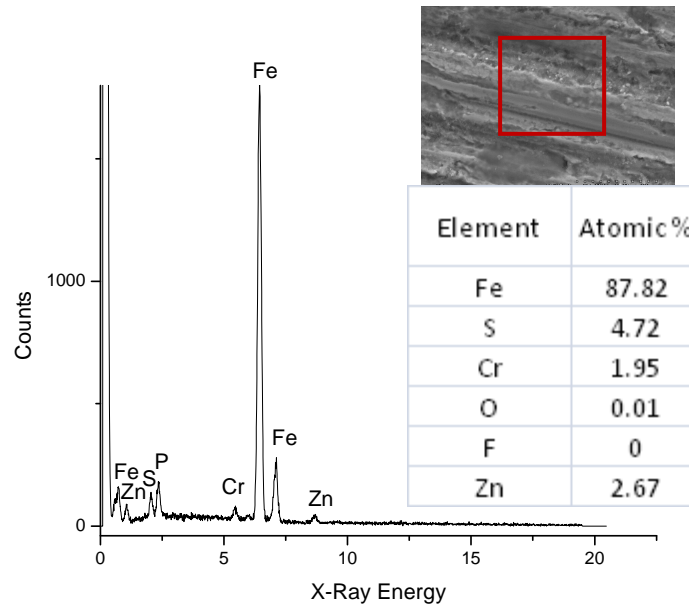 Fe
Element Atomic %
Fe 87.82
S 4.72
Cr 1.95
O 0.01
F 0
Zn 2.67
Counts
1000
0
Fe
Zn
S
P
Cr
Fe
Zn
0 5 10 15 20
X-Ray Energy